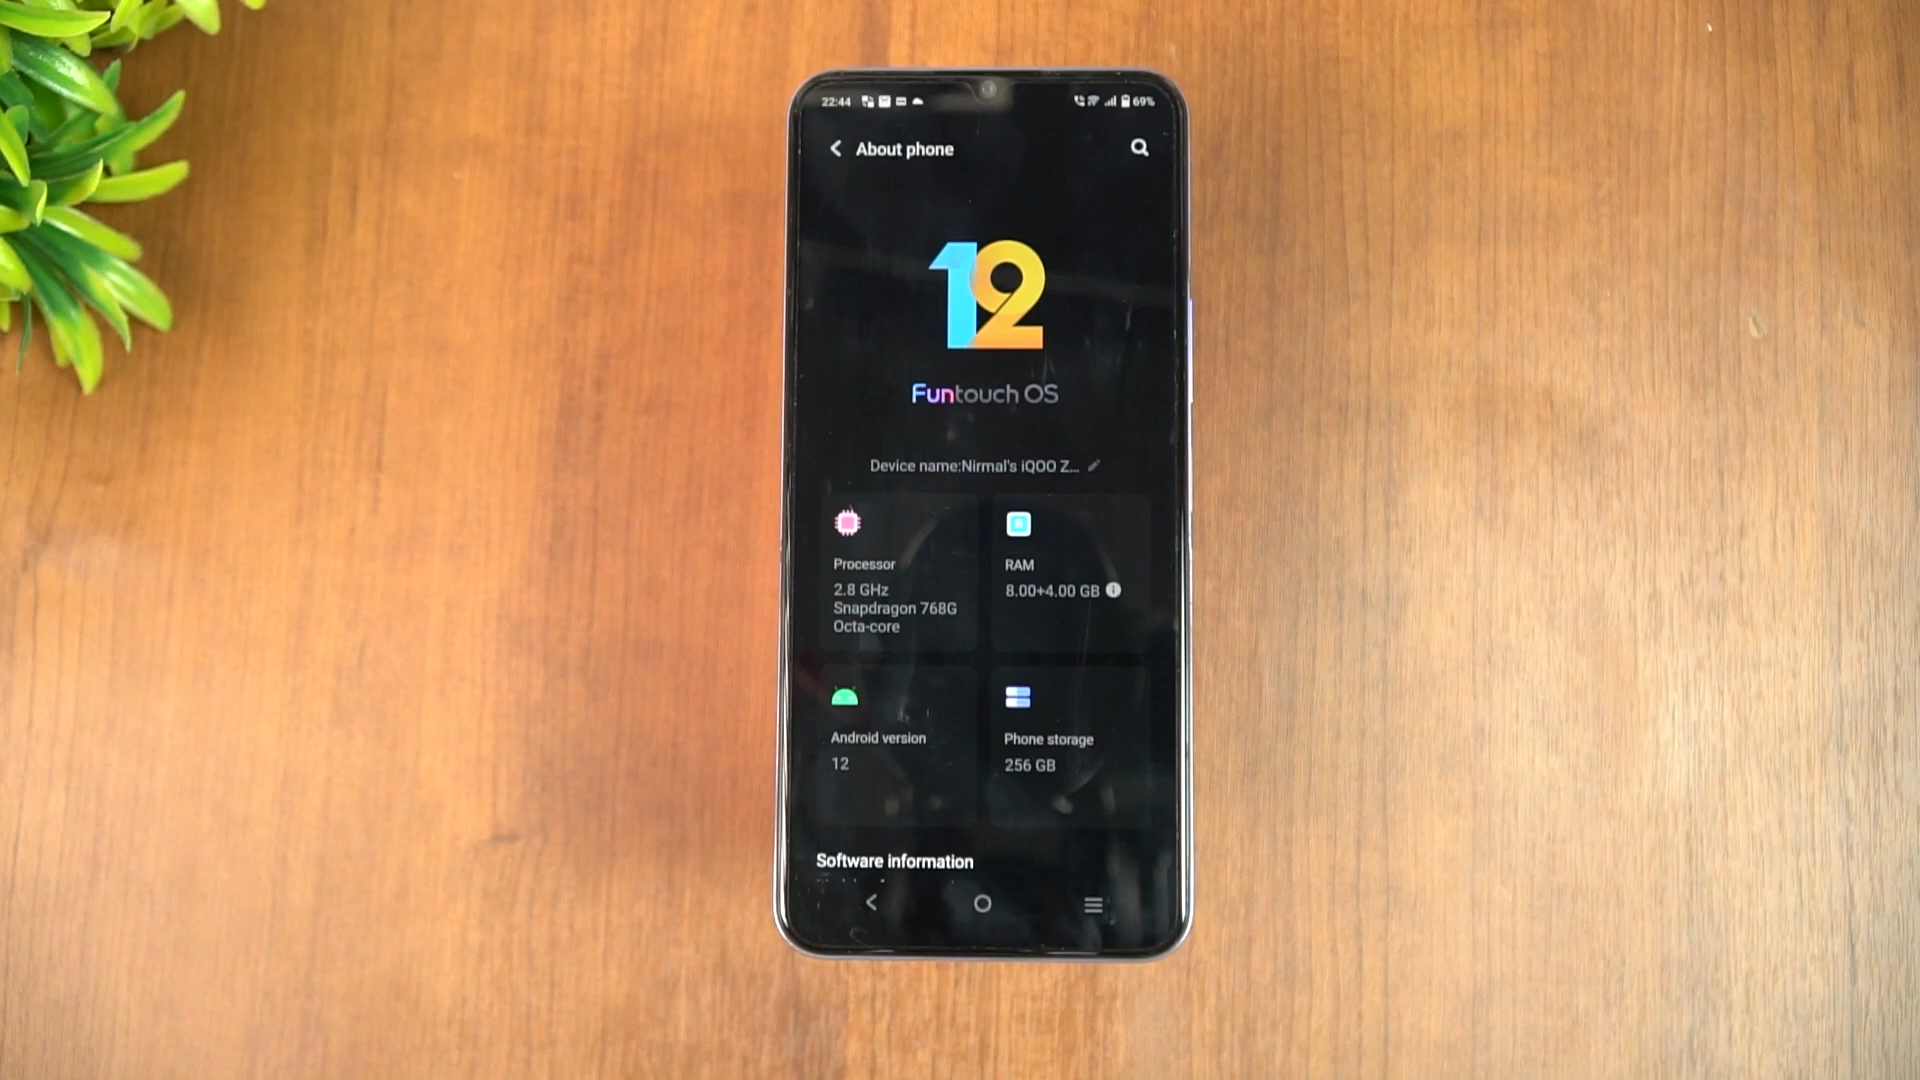 22:44
69%
About phone
12
Funtouch OS
Device name:Nirmal's iQOO Z...
Processor
2.8 GHz
Snapdragon 768G
Octa-core
RAM
8.00+4.00 GB
Android version
12
Phone storage
256 GB
Software information